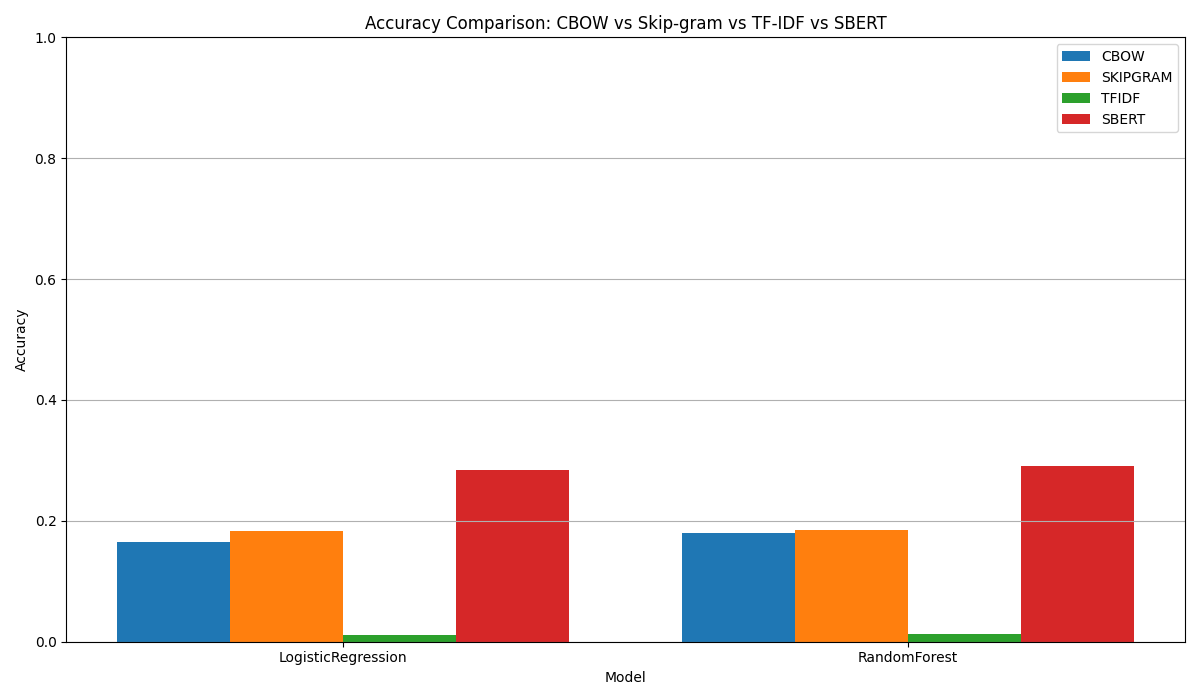 Accuracy Comparison: CBOW vs Skip-gram vs TF-IDF vs SBERT
1.0
0.8
0.6
0.4
0.2
0.0
Accuracy
CBOW
SKIPGRAM
TFIDF
SBERT
LogisticRegression
RandomForest
Model